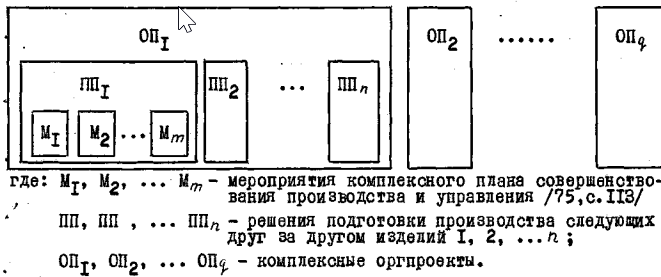 ОП_I ОП_2 ...... ОП_q
ПП_I ПП_2 ... ПП_n
М_I М_2 ... М_m
где: М_I, М_2, ... М_m – мероприятия комплексного плана совершенство-
вания производства и управления /75,с.II3/
ПП, ПП , ... ПП_n – решения подготовки производства следующих
друг за другом изделий I, 2, ...n ;
ОП_I, ОП_2, ... ОП_q – комплексные оргпроекты.